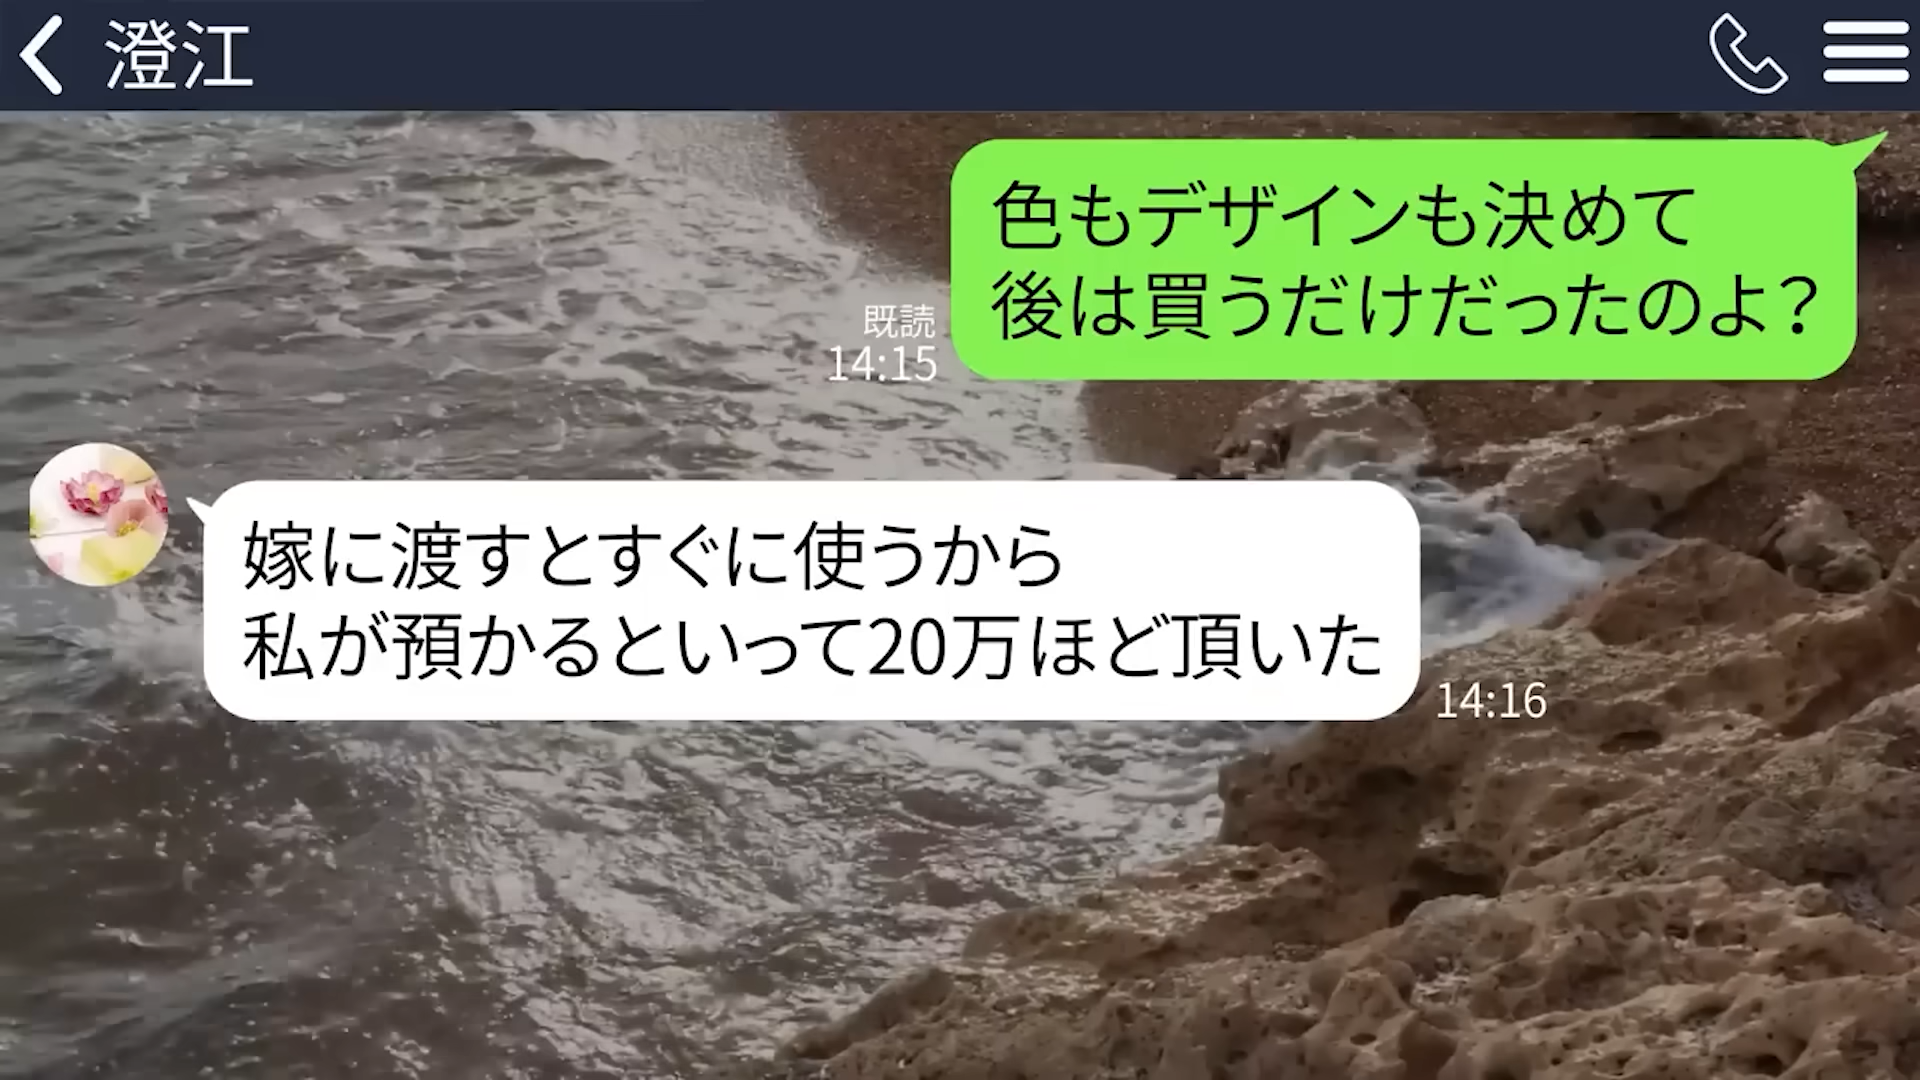 澄江
色もデザインも決めて
後は買うだけだったのよ？
既読
14:15
嫁に渡すとすぐに使うから
私が預かるといって20万ほど頂いた
14:16